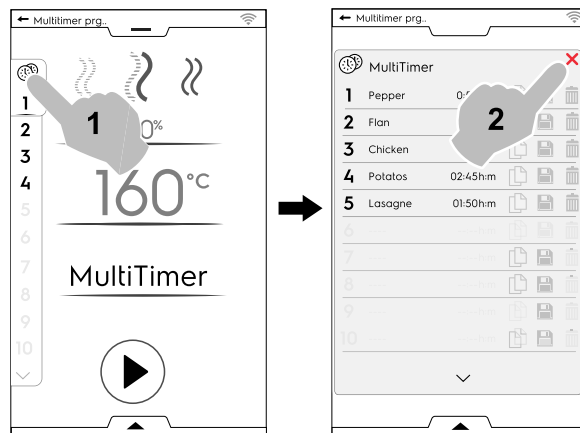 Multitimer prg..
1
2
3
4
5
6
7
8
9
10
1
0%
160°C
MultiTimer
Multitimer prg..
MultiTimer
2
1 Pepper
2 Flan
3 Chicken
4 Potatos 02:45h:m
5 Lasagne 01:50h:m
6
7
8
9
10